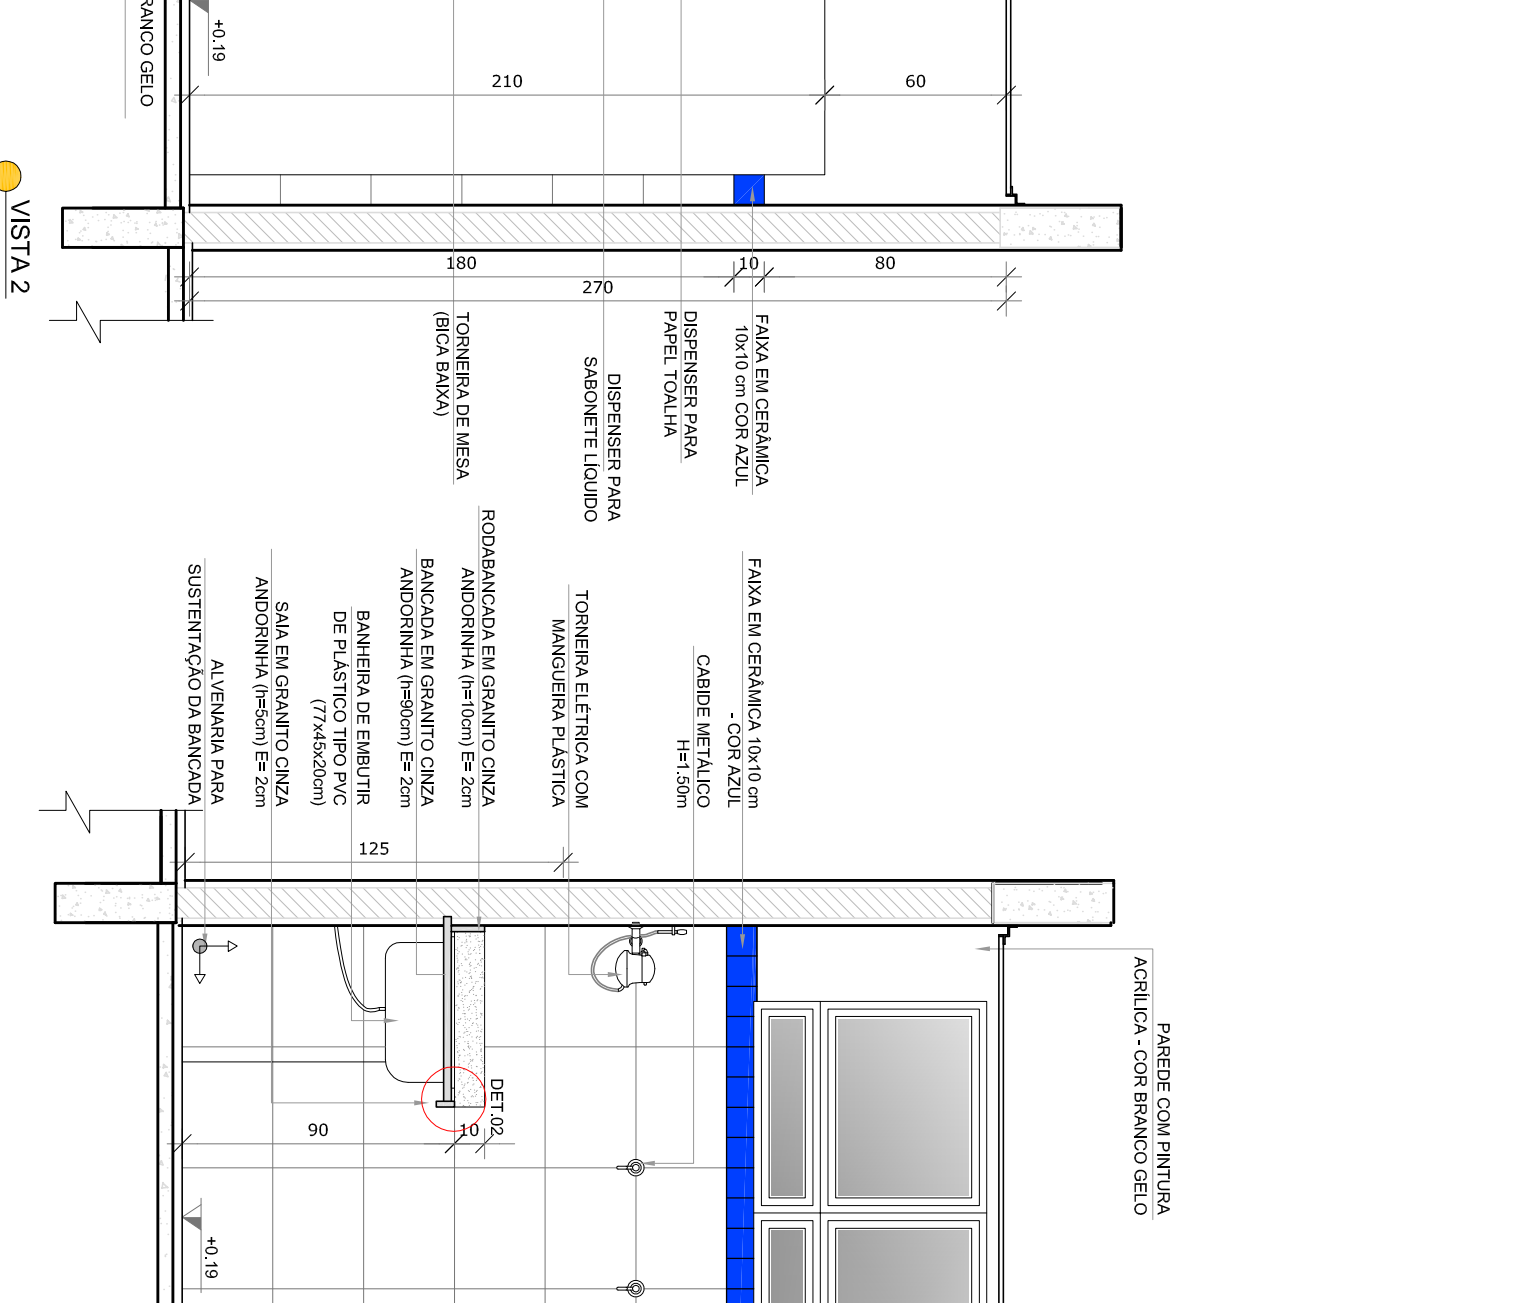 RANCO GELO
+0.19
210
60
VISTA 2
180
10
80
270
FAIXA EM CERÂMICA
10x10 cm COR AZUL
DISPENSER PARA
PAPEL TOALHA
DISPENSER PARA
SABONETE LÍQUIDO
TORNEIRA DE MESA
(BICA BAIXA)
FAIXA EM CERÂMICA 10x10 cm
- COR AZUL
CABIDE METÁLICO
H=1.50m
TORNEIRA ELÉTRICA COM
MANGUEIRA PLÁSTICA
RODABANCADA EM GRANITO CINZA
ANDORINHA (h=10cm) E= 2cm
BANCADA EM GRANITO CINZA
ANDORINHA (h=90cm) E= 2cm
BANHEIRA DE EMBUTIR
DE PLÁSTICO TIPO PVC
(77x45x20cm)
SAIA EM GRANITO CINZA
ANDORINHA (h=5cm) E= 2cm
ALVENARIA PARA
SUSTENTAÇÃO DA BANCADA
125
PAREDE COM PINTURA
ACRÍLICA - COR BRANCO GELO
DET.02
90
10
+0.19